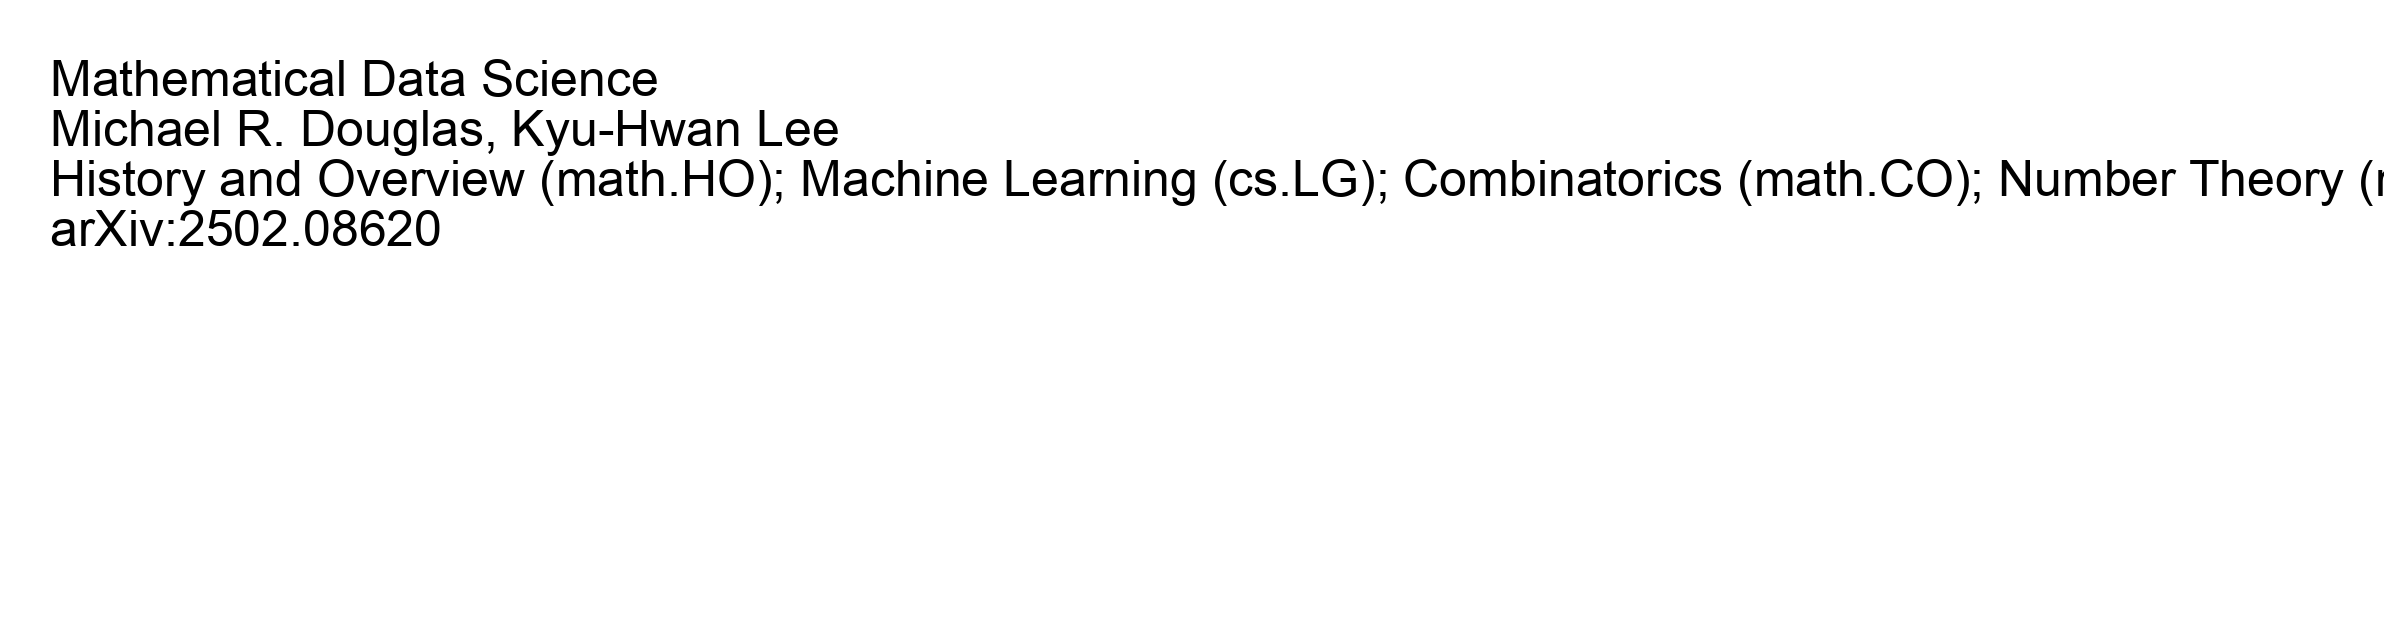 Mathematical Data Science
Michael R. Douglas, Kyu-Hwan Lee
History and Overview (math.HO); Machine Learning (cs.LG); Combinatorics (math.CO); Number Theory (
arXiv:2502.08620